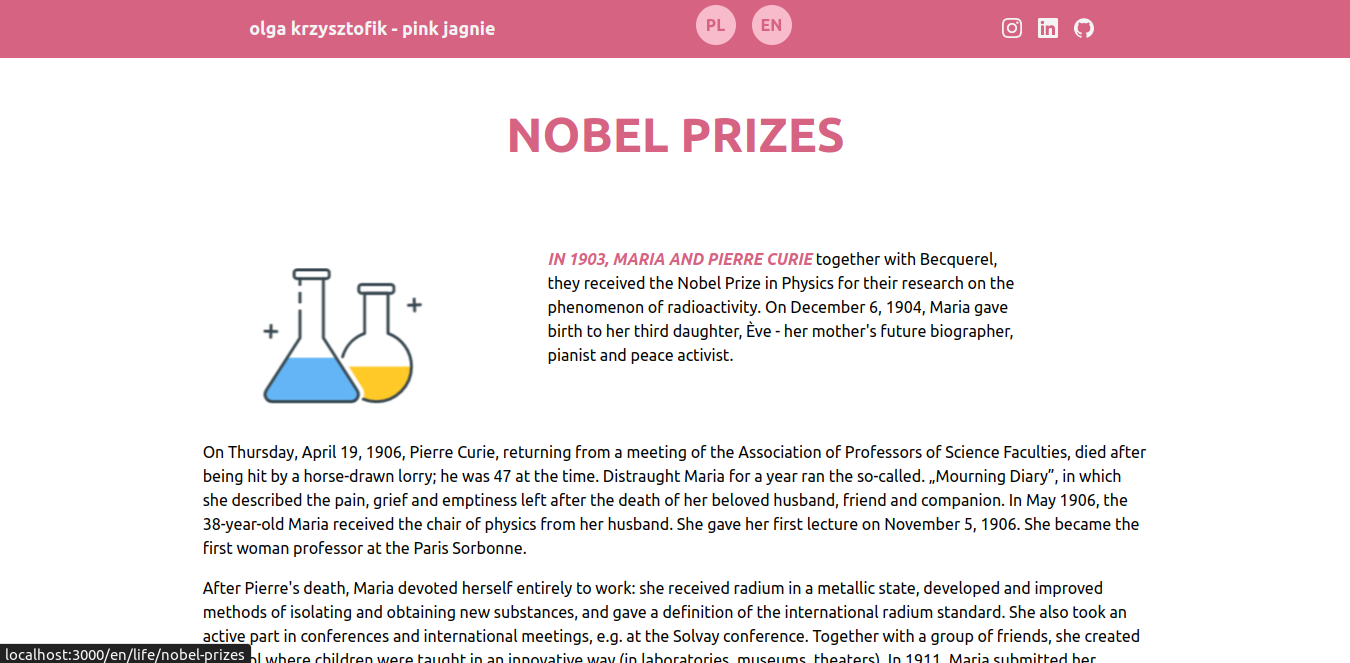 olga krzysztofik - pink jagnie
PL
EN
NOBEL PRIZES
IN 1903, MARIA AND PIERRE CURIE together with Becquerel,
they received the Nobel Prize in Physics for their research on the
phenomenon of radioactivity. On December 6, 1904, Maria gave
birth to her third daughter, Ève - her mother's future biographer,
pianist and peace activist.
On Thursday, April 19, 1906, Pierre Curie, returning from a meeting of the Association of Professors of Science Faculties, died after
being hit by a horse-drawn lorry; he was 47 at the time. Distraught Maria for a year ran the so-called. „Mourning Diary”, in which
she described the pain, grief and emptiness left after the death of her beloved husband, friend and companion. In May 1906, the
38-year-old Maria received the chair of physics from her husband. She gave her first lecture on November 5, 1906. She became the
first woman professor at the Paris Sorbonne.
After Pierre's death, Maria devoted herself entirely to work: she received radium in a metallic state, developed and improved
methods of isolating and obtaining new substances, and gave a definition of the international radium standard. She also took an
active part in conferences and international meetings, e.g. at the Solvay conference. Together with a group of friends, she created
where children were taught in an innovative way (in laboratories, museums, theaters). In 1911, Maria submitted her
localhost:3000/en/life/nobel-prizes